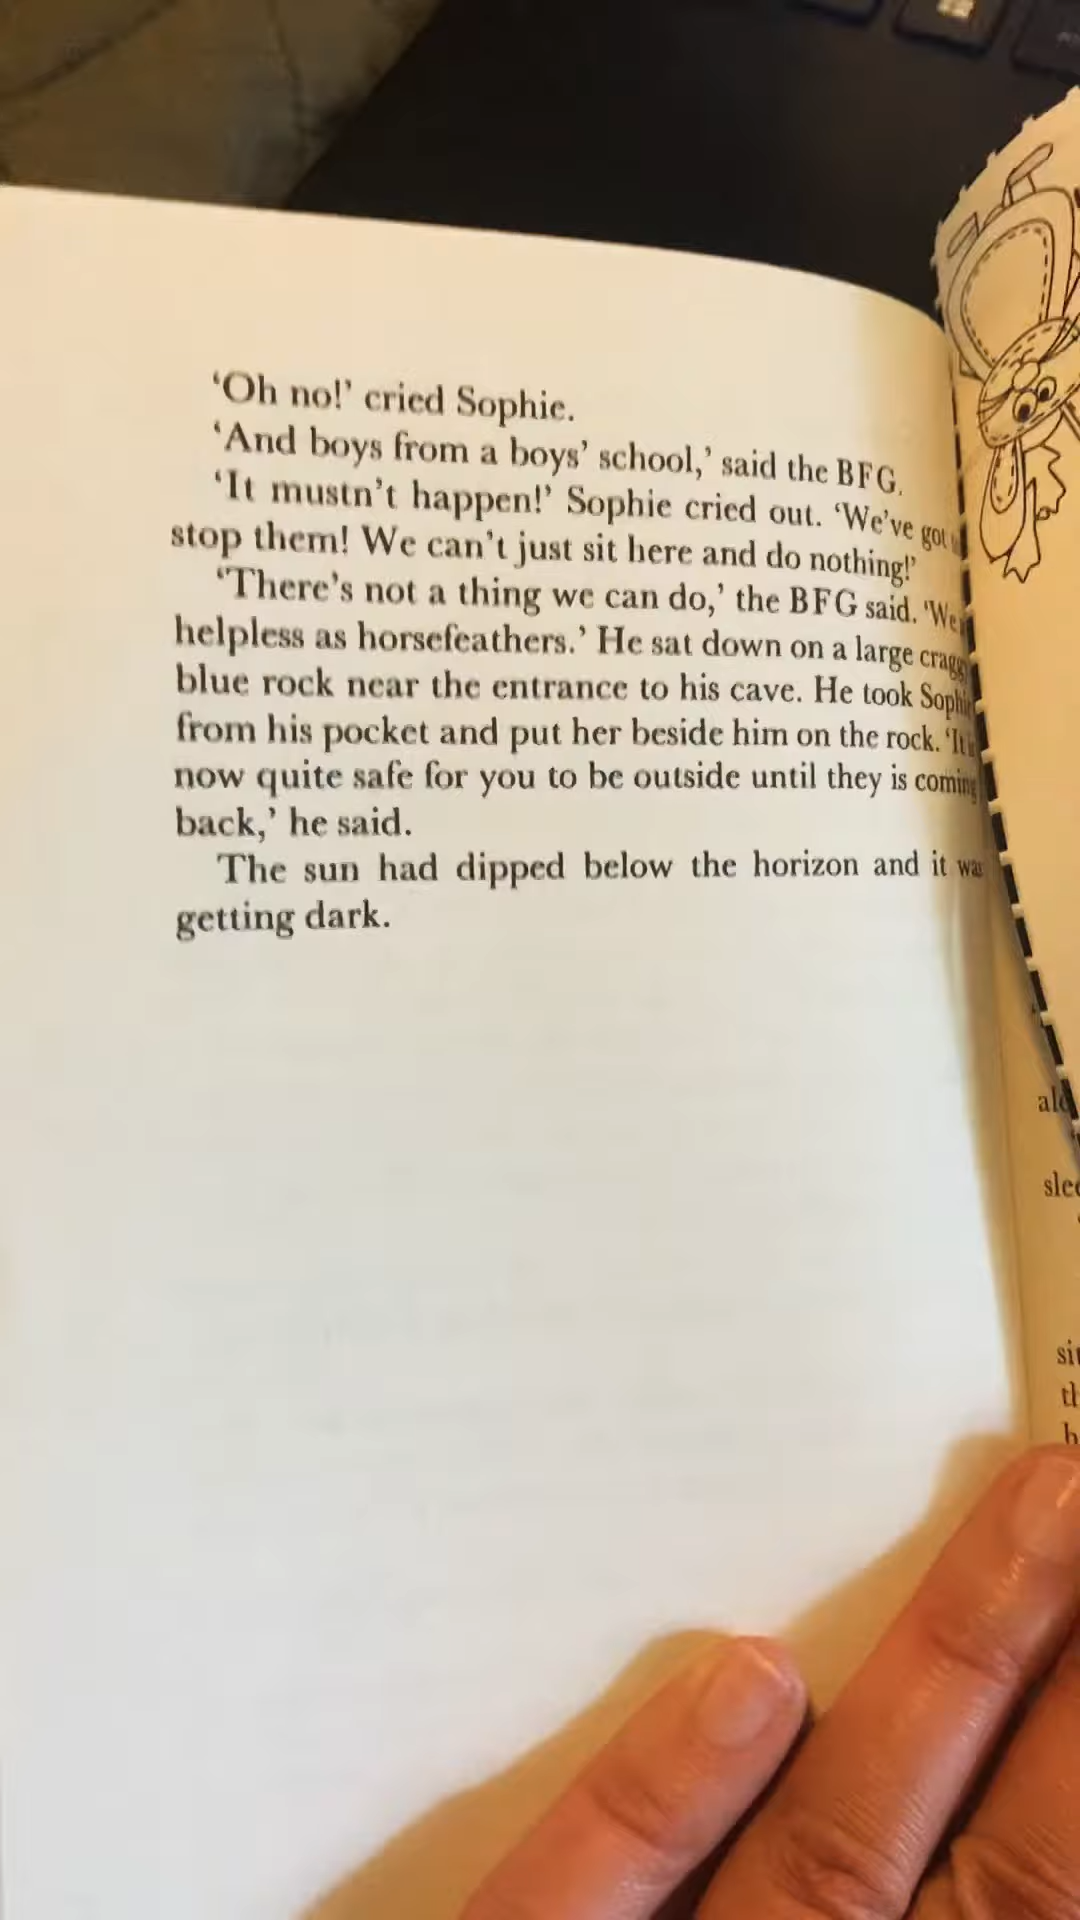 ‘Oh no!’ cried Sophie.
‘And boys from a boys’ school,’ said the BFG.
‘It mustn’t happen!’ Sophie cried out. ‘We’ve got
stop them! We can’t just sit here and do nothing!’
‘There’s not a thing we can do,’ the BFG said. ‘We
helpless as horsefeathers.’ He sat down on a large craggy
blue rock near the entrance to his cave. He took Sophie
from his pocket and put her beside him on the rock. ‘It is
now quite safe for you to be outside until they is coming
back,’ he said.
The sun had dipped below the horizon and it was
getting dark.